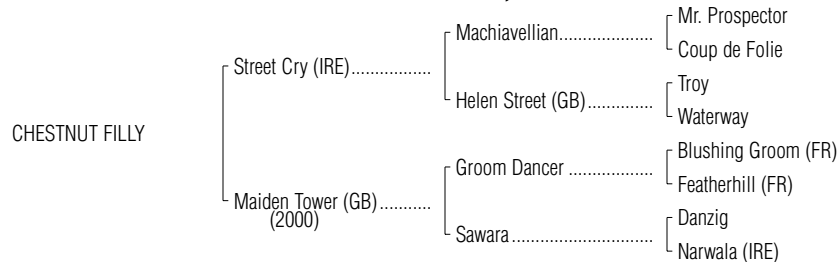 Mr. Prospector
Machiavellian....................
Coup de Folie
Street Cry (IRE)................
Troy
Helen Street (GB)..............
Waterway
CHESTNUT FILLY
Blushing Groom (FR)
Groom Dancer ..................
Featherhill (FR)
Maiden Tower (GB)...........
(2000)
Danzig
Sawara..............................
Narwala (IRE)